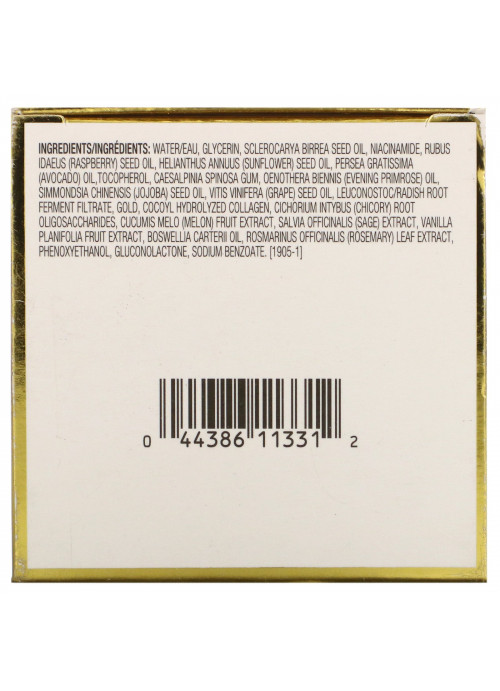 INGREDIENTS/INGRÉDIENTS: WATER/EAU, GLYCERIN, SCLEROCARYA BIRREA SEED OIL, NIACINAMIDE, RUBUS
IDAEUS (RASPBERRY) SEED OIL, HELIANTHUS ANNUUS (SUNFLOWER) SEED OIL, PERSEA GRATISSIMA
(AVOCADO) OIL,TOCOPHEROL, CAESALPINIA SPINOSA GUM, OENOTHERA BIENNIS (EVENING PRIMROSE) OIL,
SIMMONDSIA CHINENSIS (JOJOBA) SEED OIL, VITIS VINIFERA (GRAPE) SEED OIL, LEUCONOSTOC/RADISH ROOT
FERMENT FILTRATE, GOLD, COCOYL HYDROLYZED COLLAGEN, CICHORIUM INTYBUS (CHICORY) ROOT
OLIGOSACCHARIDES, CUCUMIS MELO (MELON) FRUIT EXTRACT, SALVIA OFFICINALIS (SAGE) EXTRACT, VANILLA
PLANIFOLIA FRUIT EXTRACT, BOSWELLIA CARTERII OIL, ROSMARINUS OFFICINALIS (ROSEMARY) LEAF EXTRACT,
PHENOXYETHANOL, GLUCONOLACTONE, SODIUM BENZOATE. [1905-1]
0 44386 11331 2